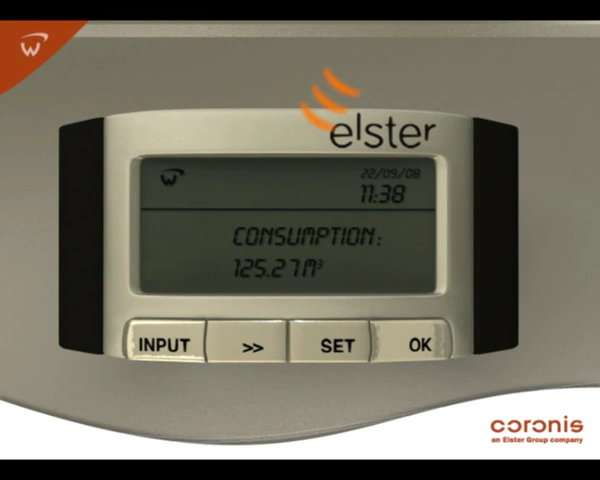 elster
22/09/08
11:38
CONSUMPTION:
125.27M³
INPUT >> SET OK
coronis
an Elster Group company